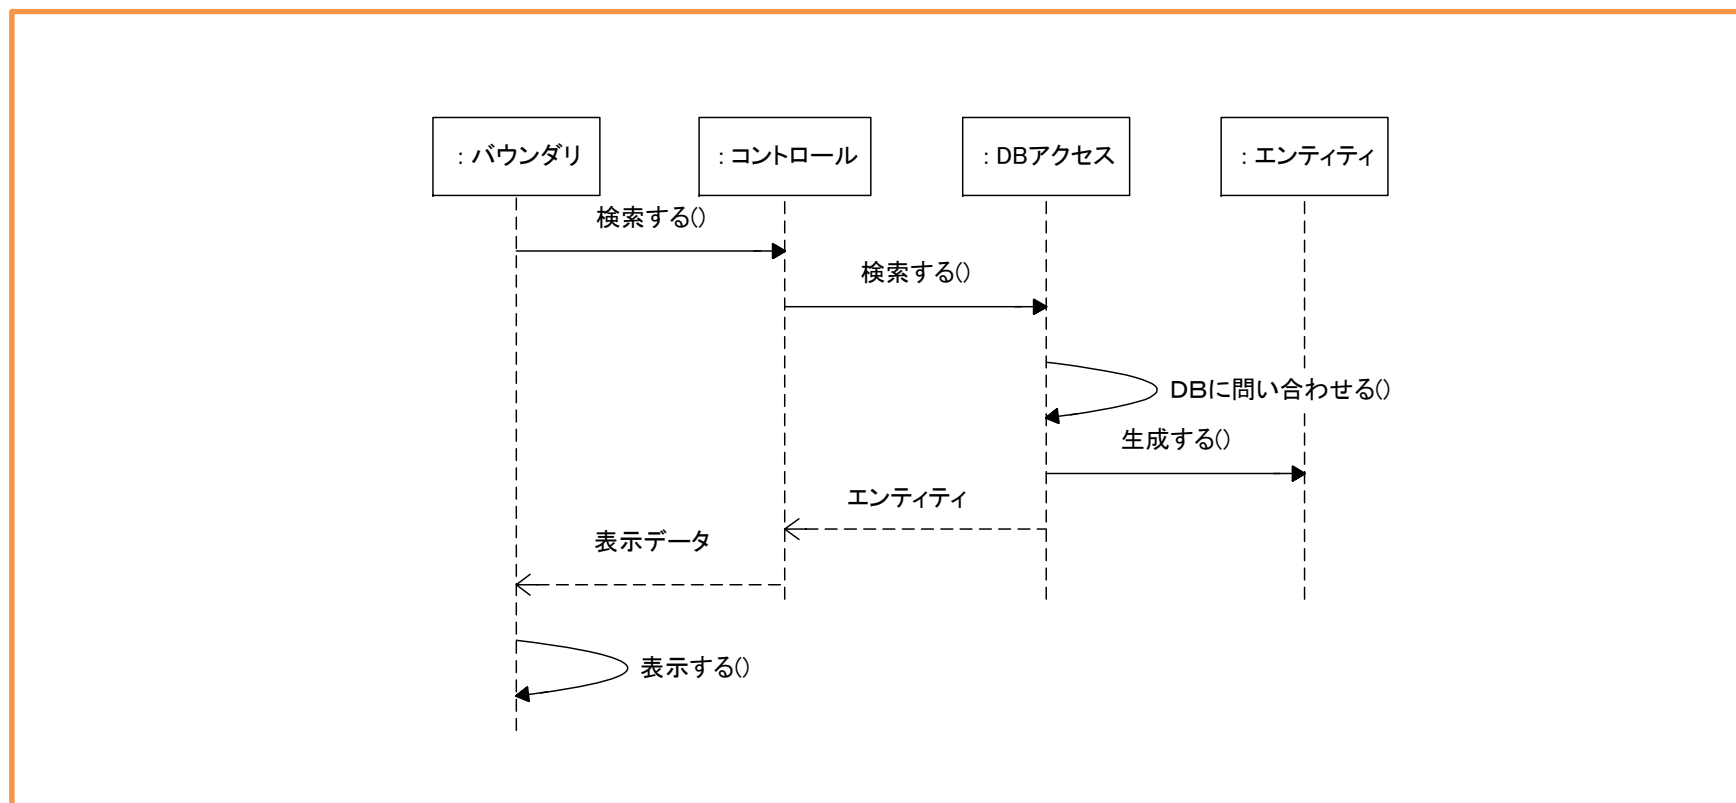 : バウンダリ
: コントロール
: DBアクセス
: エンティティ
検索する()
検索する()
DBに問い合わせる()
生成する()
エンティティ
表示データ
表示する()